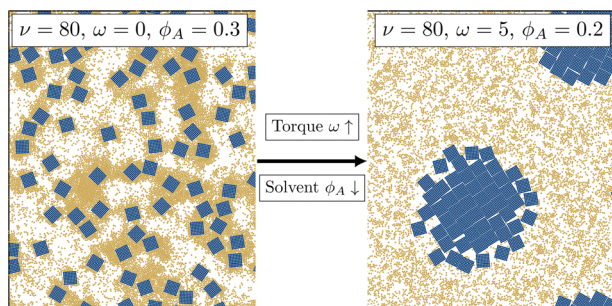 ν = 80, ω = 0, ϕ_A = 0.3
ν = 80, ω = 5, ϕ_A = 0.2
Torque ω ↑
Solvent ϕ_A ↓